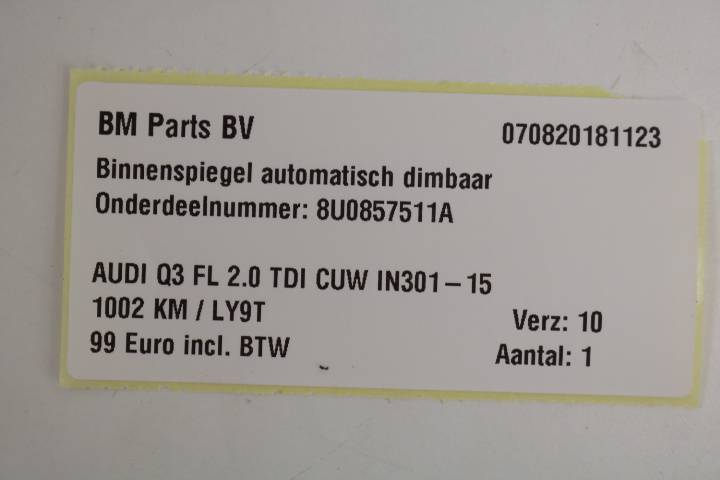 BM Parts BV 070820181123
Binnenspiegel automatisch dimbaar
Onderdeelnummer: 8U0857511A
AUDI Q3 FL 2.0 TDI CUW IN301-15
1002 KM / LY9T Verz: 10
99 Euro incl. BTW Aantal: 1